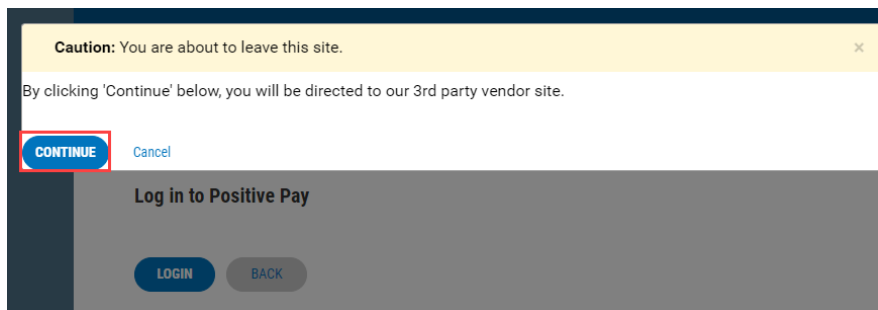 Caution: You are about to leave this site. ×
By clicking 'Continue' below, you will be directed to our 3rd party vendor site.
CONTINUE Cancel
Log in to Positive Pay
LOGIN BACK